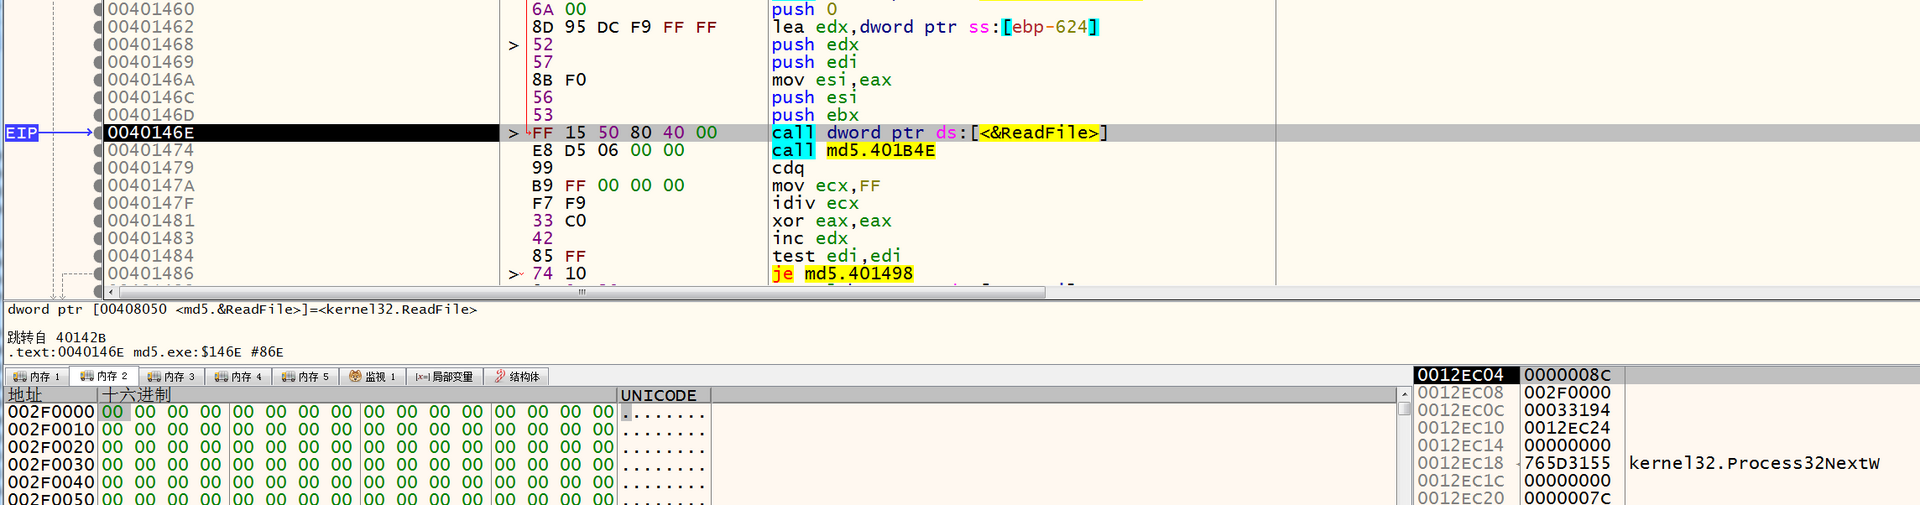 00401460 6A 00 push 0
00401462 8D 95 DC F9 FF FF lea edx,dword ptr ss:[ebp-624]
00401468 > 52 push edx
00401469 57 push edi
0040146A 8B F0 mov esi,eax
0040146C 56 push esi
0040146D 53 push ebx
EIP 0040146E > FF 15 50 80 40 00 call dword ptr ds:[<&ReadFile>]
00401474 E8 D5 06 00 00 call md5.401B4E
00401479 99 cdq
0040147A B9 FF 00 00 00 mov ecx,FF
0040147F F7 F9 idiv ecx
00401481 33 C0 xor eax,eax
00401483 42 inc edx
00401484 85 FF test edi,edi
00401486 > 74 10 je md5.401498
dword ptr [00408050 <md5.&ReadFile>]=<kernel32.ReadFile>
跳转自 40142B
.text:0040146E md5.exe:$146E #86E
内存 1 内存 2 内存 3 内存 4 内存 5 监视 1 [x=] 局部变量 结构体
地址 十六进制 UNICODE
002F0000 00 00 00 00 00 00 00 00 00 00 00 00 00 00 00 00 ........
002F0010 00 00 00 00 00 00 00 00 00 00 00 00 00 00 00 00 ........
002F0020 00 00 00 00 00 00 00 00 00 00 00 00 00 00 00 00 ........
002F0030 00 00 00 00 00 00 00 00 00 00 00 00 00 00 00 00 ........
002F0040 00 00 00 00 00 00 00 00 00 00 00 00 00 00 00 00 ........
002F0050 00 00 00 00 00 00 00 00 00 00 00 00 00 00 00 00 ........
0012EC04 0000008C
0012EC08 002F0000
0012EC0C 00033194
0012EC10 0012EC24
0012EC14 00000000
0012EC18 765D3155 kernel32.Process32NextW
0012EC1C 00000000
0012EC20 0000007C